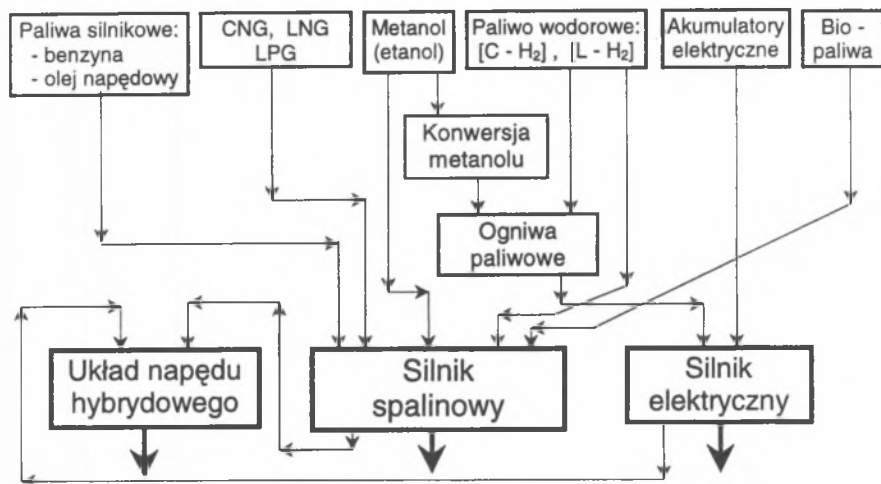 Paliwa silnikowe:
- benzyna
- olej napędowy
CNG, LNG
LPG
Metanol
(etanol)
Paliwo wodorowe:
[C - H₂] , [L - H₂]
Akumulatory
elektryczne
Bio -
paliwa
Konwersja
metanolu
Ogniwa
paliwowe
Układ napędu
hybrydowego
Silnik
spalinowy
Silnik
elektryczny